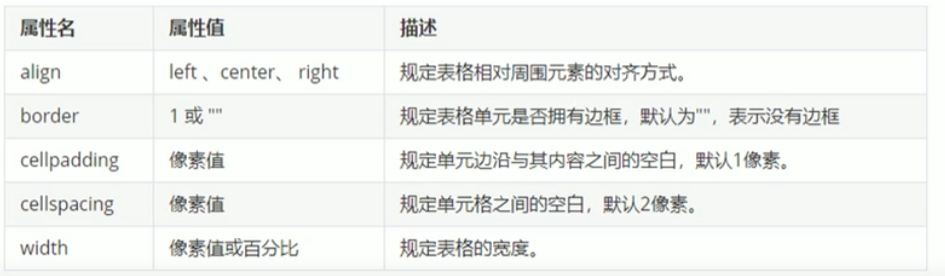 属性名 属性值 描述
align left 、center、 right 规定表格相对周围元素的对齐方式。
border 1 或 "" 规定表格单元是否拥有边框，默认为""，表示没有边框
cellpadding 像素值 规定单元边沿与其内容之间的空白，默认1像素。
cellspacing 像素值 规定单元格之间的空白，默认2像素。
width 像素值或百分比 规定表格的宽度。